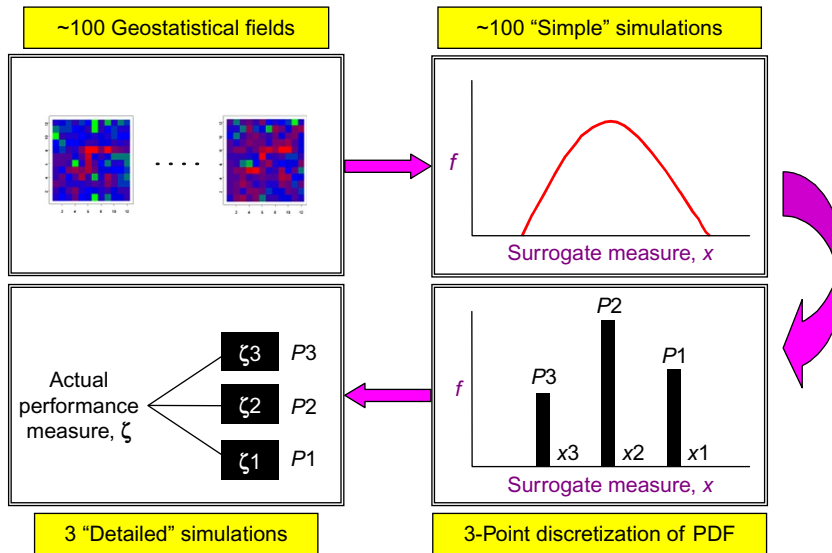 ~100 Geostatistical fields
~100 “Simple” simulations
. . . .
f
Surrogate measure, x
Actual
performance
measure, ζ
ζ3 P3
ζ2 P2
ζ1 P1
f
P3
P2
P1
x3 x2 x1
Surrogate measure, x
3 “Detailed” simulations
3-Point discretization of PDF